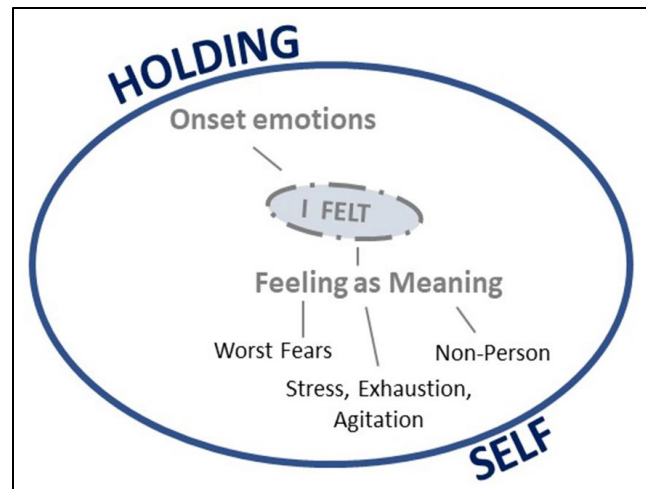 HOLDING
Onset emotions
I FELT
Feeling as Meaning
Worst Fears
Non-Person
Stress, Exhaustion,
Agitation
SELF